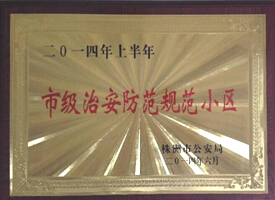 二〇一四年上半年
市级治安防范规范小区
株洲市公安局
二〇一四年六月